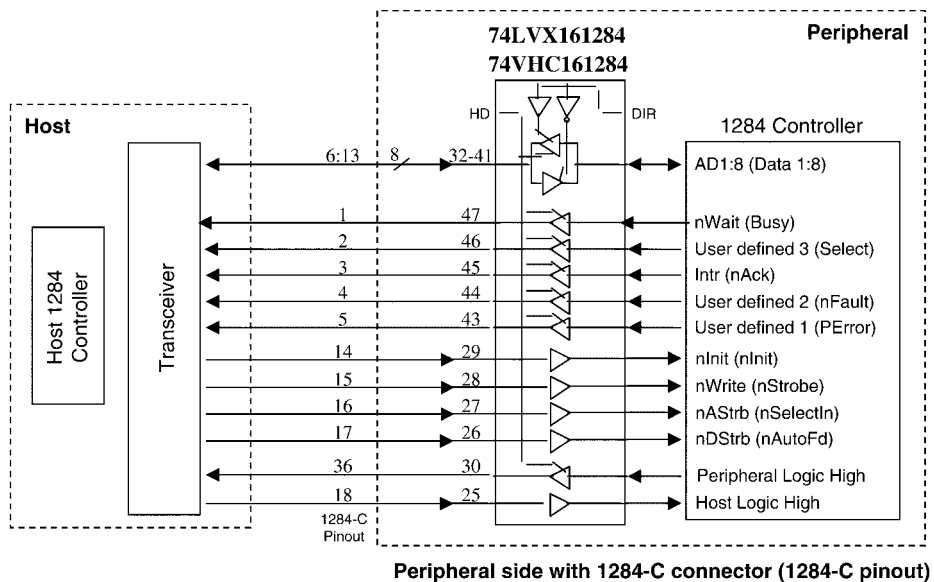 74LVX161284
74VHC161284
Peripheral
Host
HD
DIR
1284 Controller
Host 1284
Controller
Transceiver
6:13 8 32-41 AD1:8 (Data 1:8)
1 47 nWait (Busy)
2 46 User defined 3 (Select)
3 45 Intr (nAck)
4 44 User defined 2 (nFault)
5 43 User defined 1 (PError)
14 29 nInit (nInit)
15 28 nWrite (nStrobe)
16 27 nAStrb (nSelectIn)
17 26 nDStrb (nAutoFd)
36 30 Peripheral Logic High
18 25 Host Logic High
1284-C
Pinout
Peripheral side with 1284-C connector (1284-C pinout)